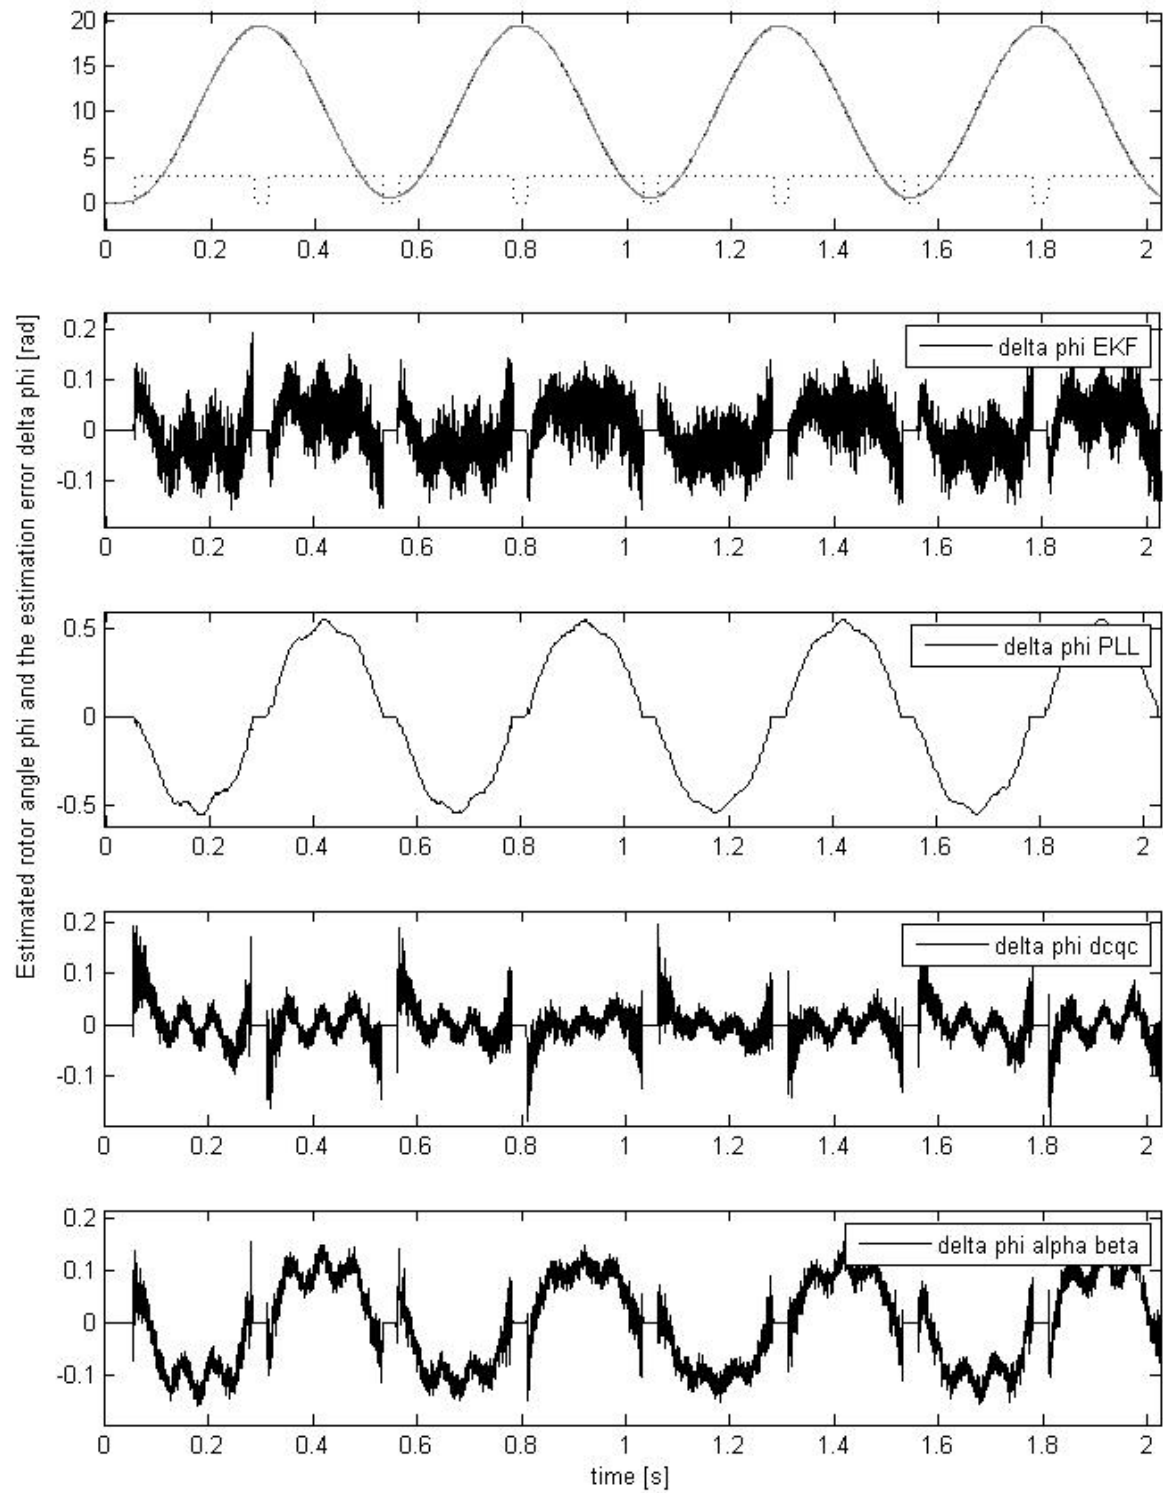 Estimated rotor angle phi and the estimation error delta phi [rad]
20
15
10
5
0
0 0.2 0.4 0.6 0.8 1 1.2 1.4 1.6 1.8 2
0.2
0.1
0
-0.1
delta phi EKF
0 0.2 0.4 0.6 0.8 1 1.2 1.4 1.6 1.8 2
0.5
0
-0.5
delta phi PLL
0 0.2 0.4 0.6 0.8 1 1.2 1.4 1.6 1.8 2
0.2
0.1
0
-0.1
delta phi dcqc
0 0.2 0.4 0.6 0.8 1 1.2 1.4 1.6 1.8 2
0.2
0.1
0
-0.1
delta phi alpha beta
0 0.2 0.4 0.6 0.8 1 1.2 1.4 1.6 1.8 2
time [s]